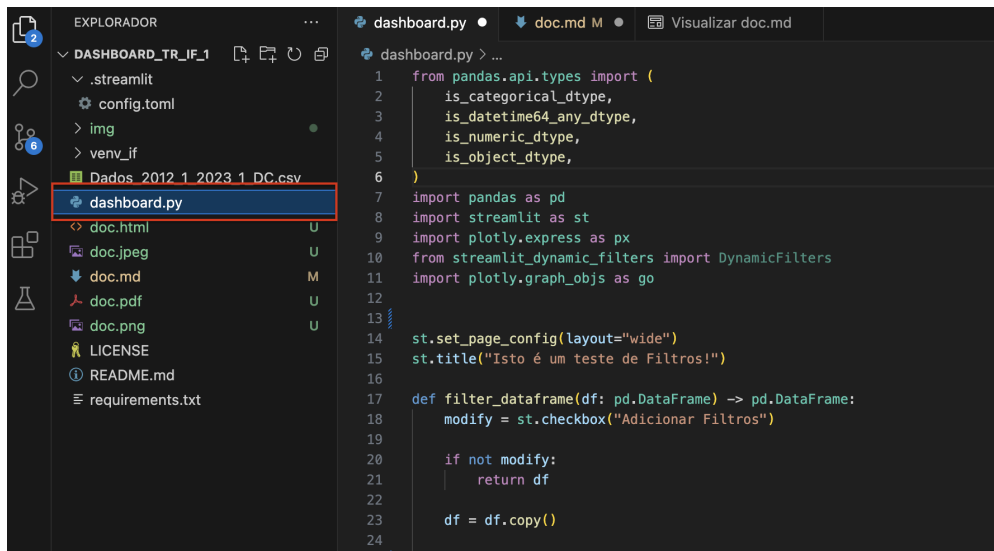 EXPLORADOR
DASHBOARD_TR_IF_1
.streamlit
config.toml
img
venv_if
Dados_2012_1_2023_1_DC.csv
dashboard.py
doc.html U
doc.jpeg U
doc.md M
doc.pdf U
doc.png U
LICENSE
README.md
requirements.txt
2
6
dashboard.py
doc.md M
Visualizar doc.md
dashboard.py > ...
1 from pandas.api.types import (
2     is_categorical_dtype,
3     is_datetime64_any_dtype,
4     is_numeric_dtype,
5     is_object_dtype,
6 )
7 import pandas as pd
8 import streamlit as st
9 import plotly.express as px
10 from streamlit_dynamic_filters import DynamicFilters
11 import plotly.graph_objs as go
12
13
14 st.set_page_config(layout="wide")
15 st.title("Isto é um teste de Filtros!")
16
17 def filter_dataframe(df: pd.DataFrame) -> pd.DataFrame:
18     modify = st.checkbox("Adicionar Filtros")
19
20     if not modify:
21         return df
22
23     df = df.copy()
24